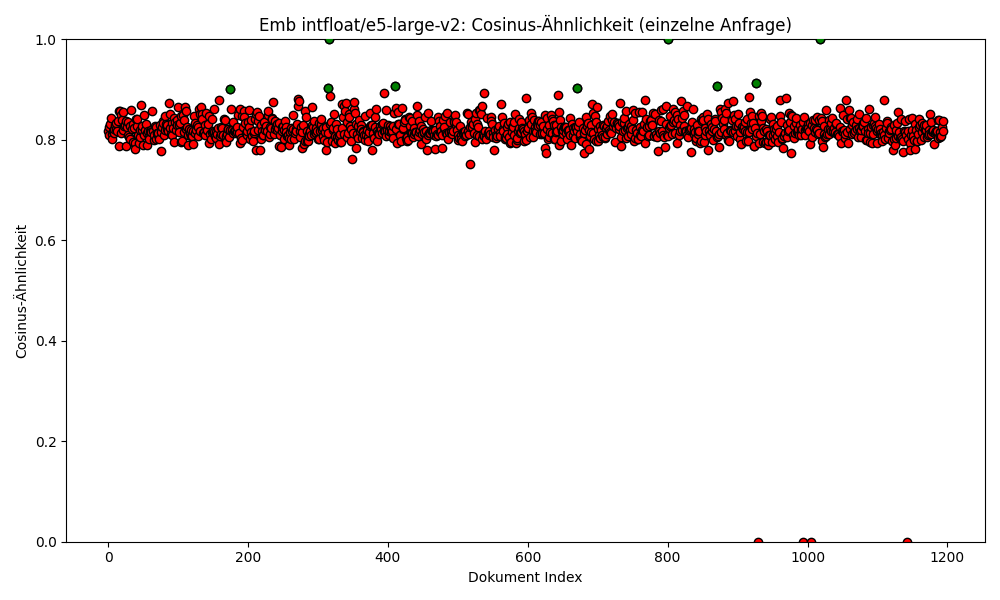 Emb intfloat/e5-large-v2: Cosinus-Ähnlichkeit (einzelne Anfrage)
1.0
0.8
0.6
0.4
0.2
0.0
Cosinus-Ähnlichkeit
0 200 400 600 800 1000 1200
Dokument Index